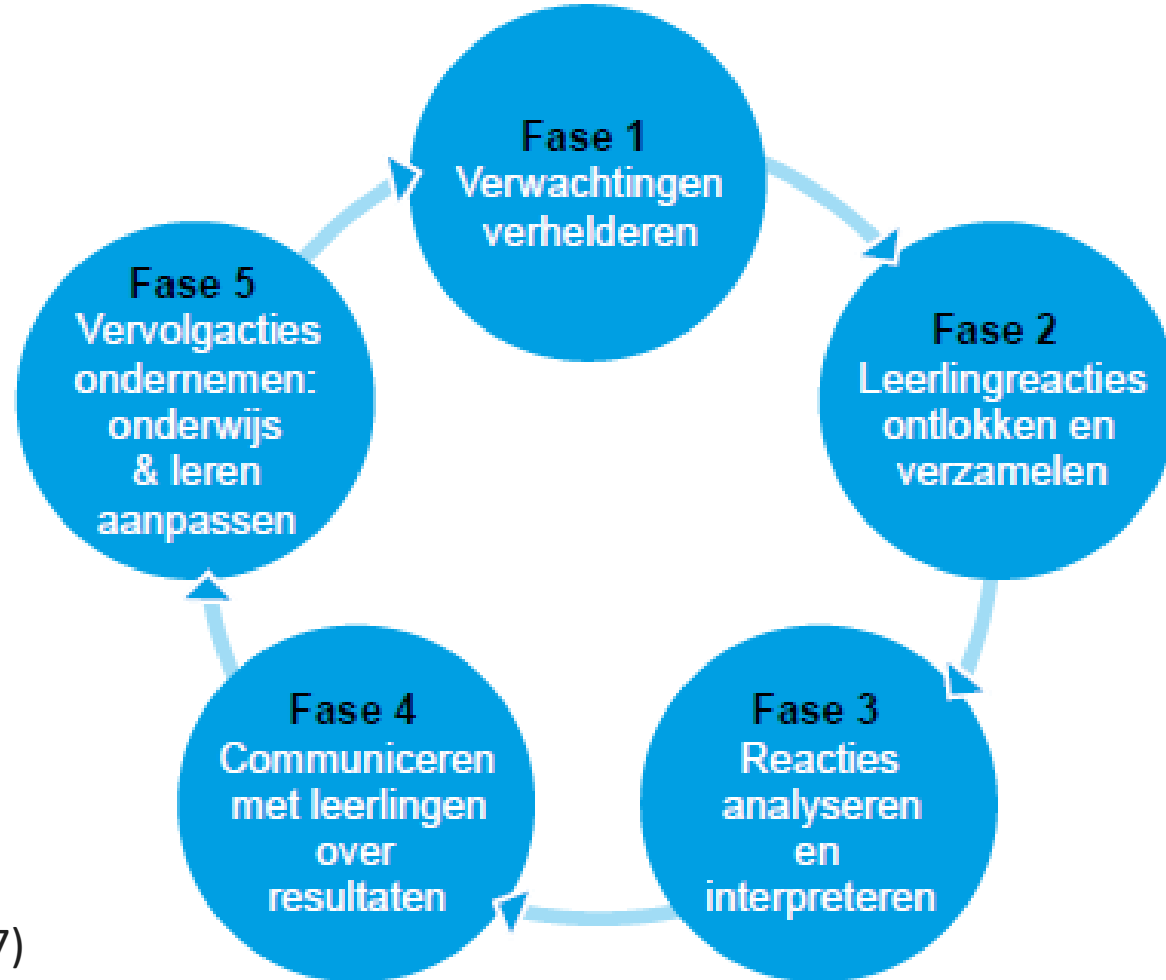 Fase 1
Verwachtingen
verhelderen
Fase 2
Leerlingreacties
ontlokken en
verzamelen
Fase 3
Reacties
analyseren
en
interpreteren
Fase 4
Communiceren
met leerlingen
over
resultaten
Fase 5
Vervolgacties
ondernemen:
onderwijs
& leren
aanpassen
7)